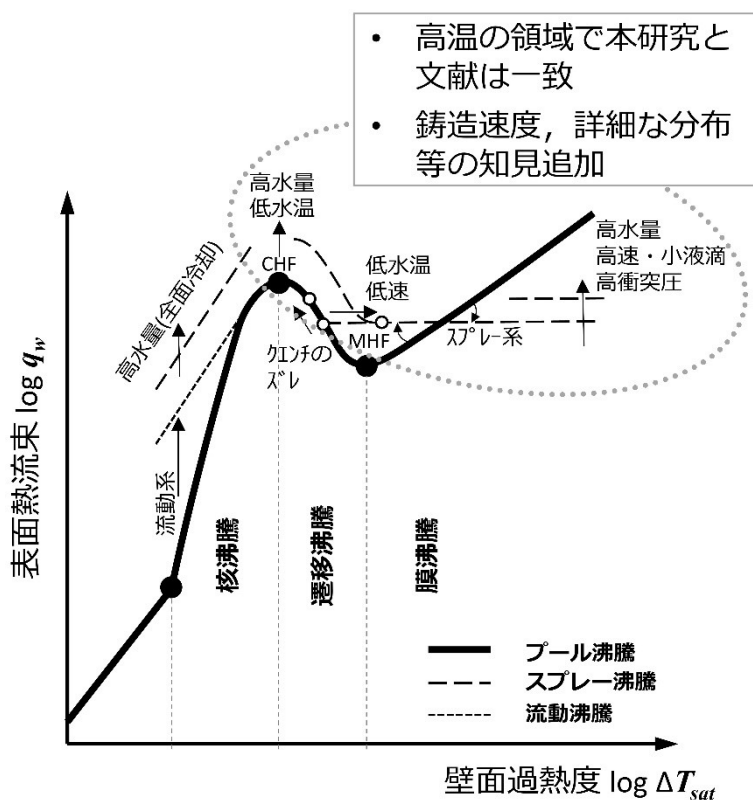 • 高温の領域で本研究と
文献は一致
• 鋳造速度，詳細な分布
等の知見追加
高水量
低水温
CHF
低水温
低速
MHF
高水量
高速・小液滴
高衝突圧
スプレー系
高水量(全面冷却)
クエンチの
ズレ
流動系
核沸騰
遷移沸騰
膜沸騰
表面熱流束 log q_w
プール沸騰
スプレー沸騰
流動沸騰
壁面過熱度 log ΔT_sat